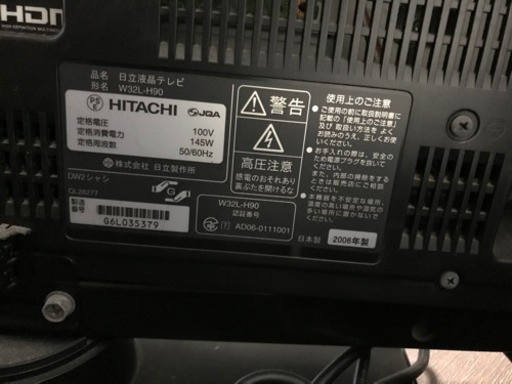 HDMI
HIGH-DEFINITION MULTIMEDIA
品名 日立液晶テレビ
形名 W32L-H90
PSE HITACHI JQA
定格電圧 100V
定格消費電力 145W
定格周波数 50/60Hz
株式会社 日立製作所
DW2シャシ
QL28277
製造番号
G6L035379
警告
高圧注意
感電のおそれあり
裏ぶたを開けるな
W32L-H90
認証番号
AD06-0111001
使用上のご注意
ご使用の前に取扱説明書に
記載の「使用上のご注意」
及び取扱い方法を よく
お読みのうえ、正しくお使い
ください。
お手入れの際は、安全のた
め電源プラグを抜いてくだ
さい。
日本製
2006年製